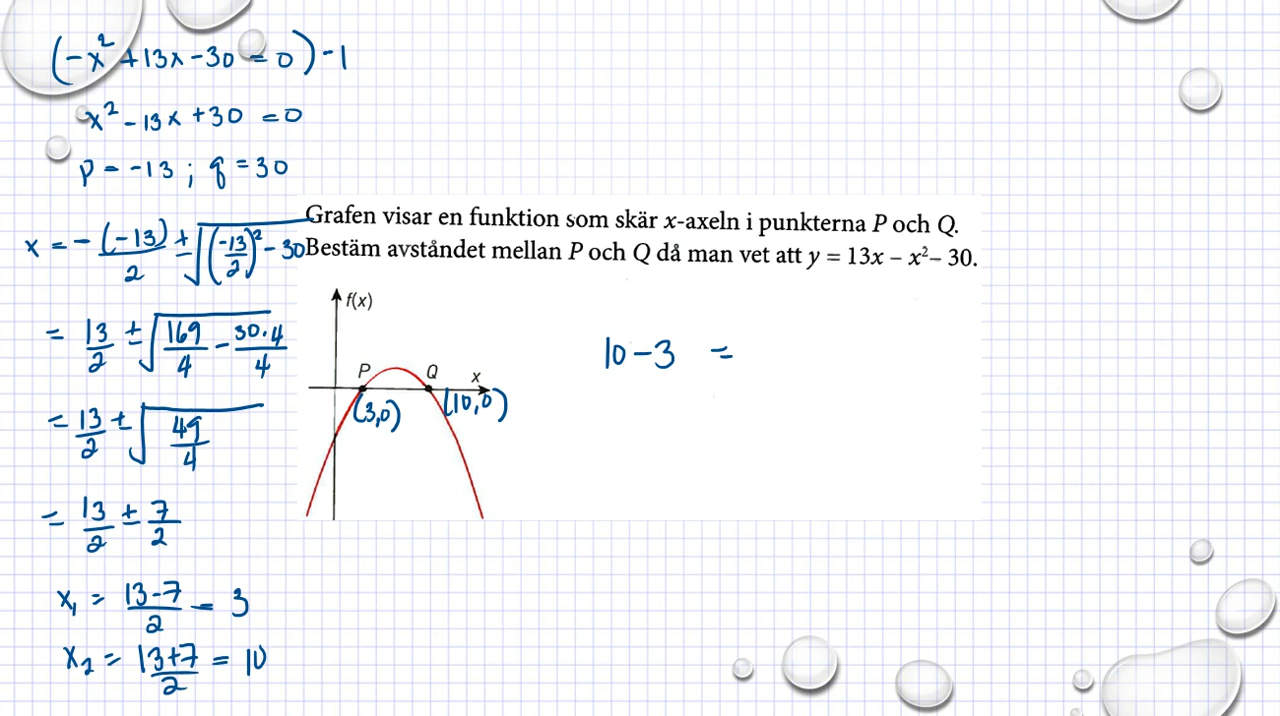 (-x² + 13x - 30 = 0) · -1
x² - 13x + 30 = 0
p = -13 ; q = 30
x = -(-13)/2 ± √((-13/2)² - 30
= 13/2 ± √(169/4 - 30·4/4)
= 13/2 ± √(49/4)
= 13/2 ± 7/2
x₁ = (13-7)/2 = 3
x₂ = (13+7)/2 = 10
Grafen visar en funktion som skär x-axeln i punkterna P och Q.
Bestäm avståndet mellan P och Q då man vet att y = 13x – x² – 30.
f(x)
P
Q
x
(3,0)
(10,0)
10 - 3 =